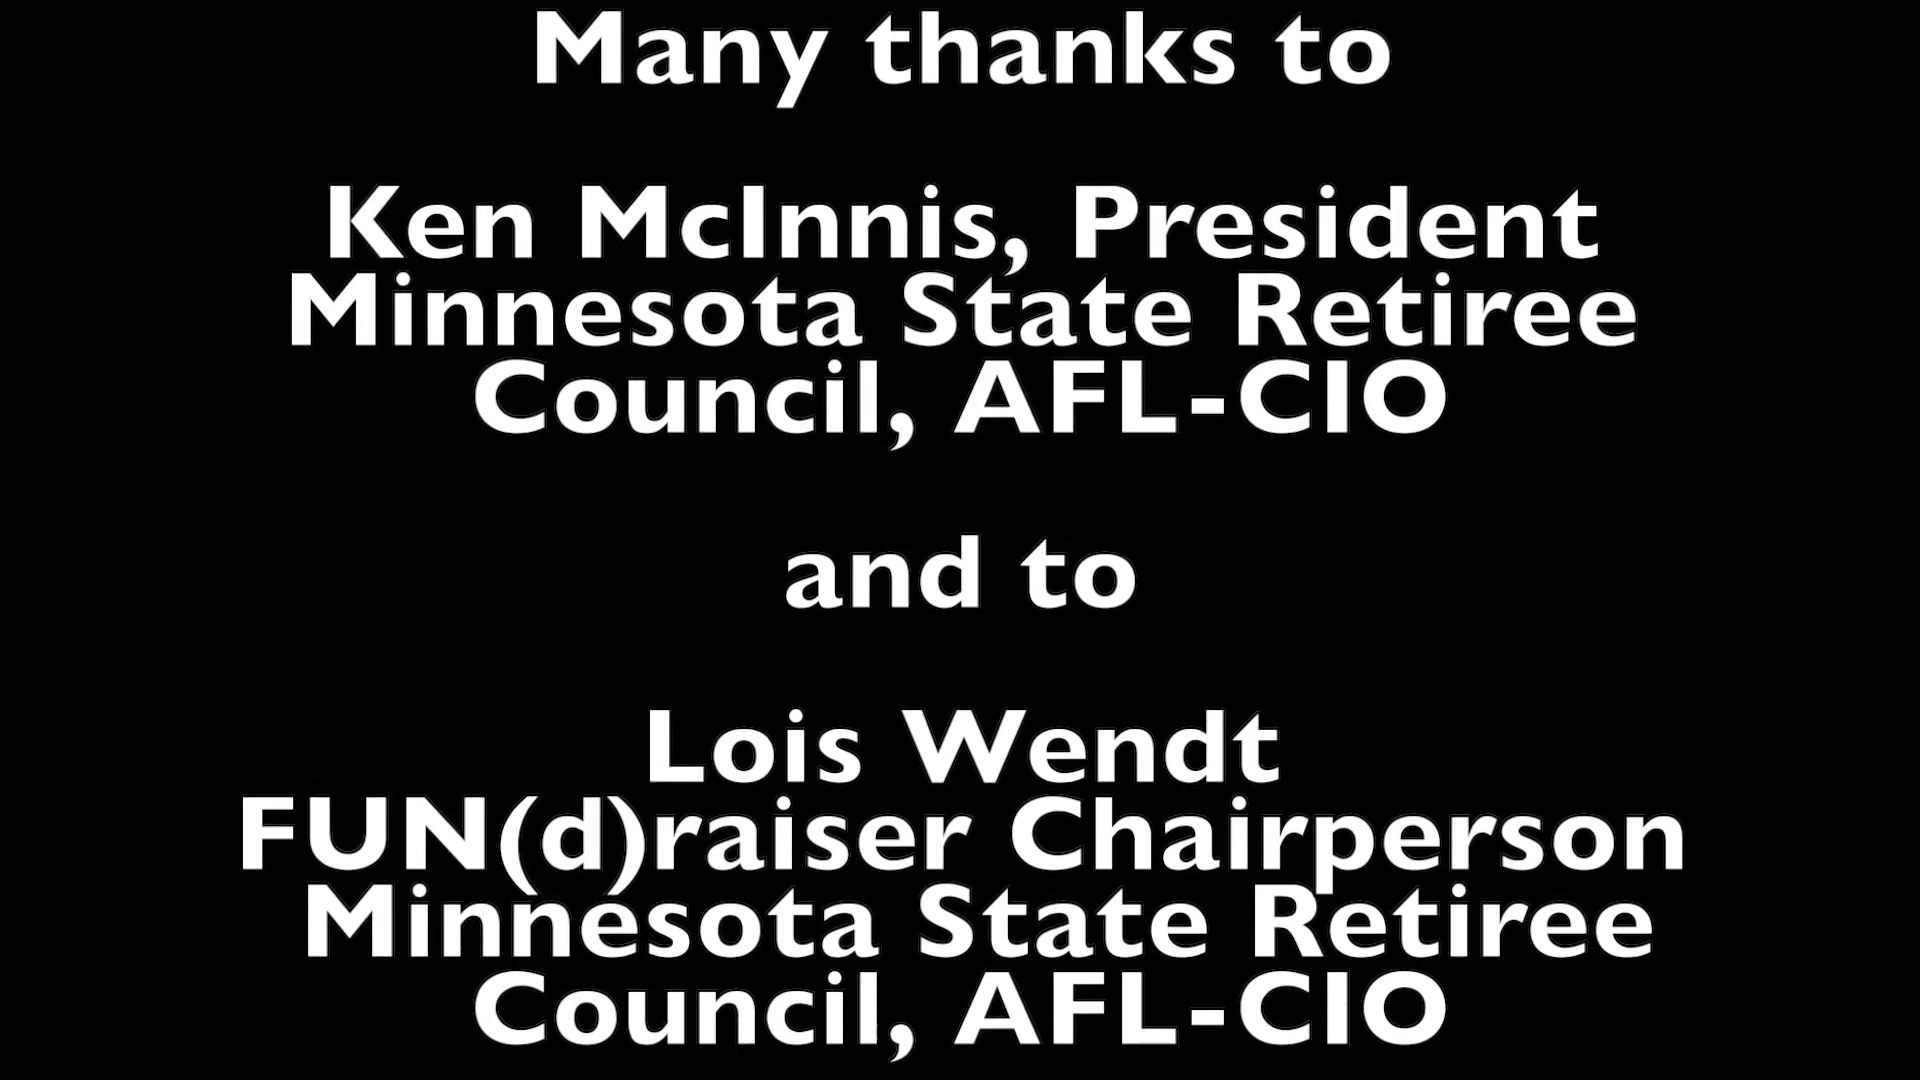 Many thanks to
Ken McInnis, President
Minnesota State Retiree
Council, AFL-CIO
and to
Lois Wendt
FUN(d)raiser Chairperson
Minnesota State Retiree
Council, AFL-CIO